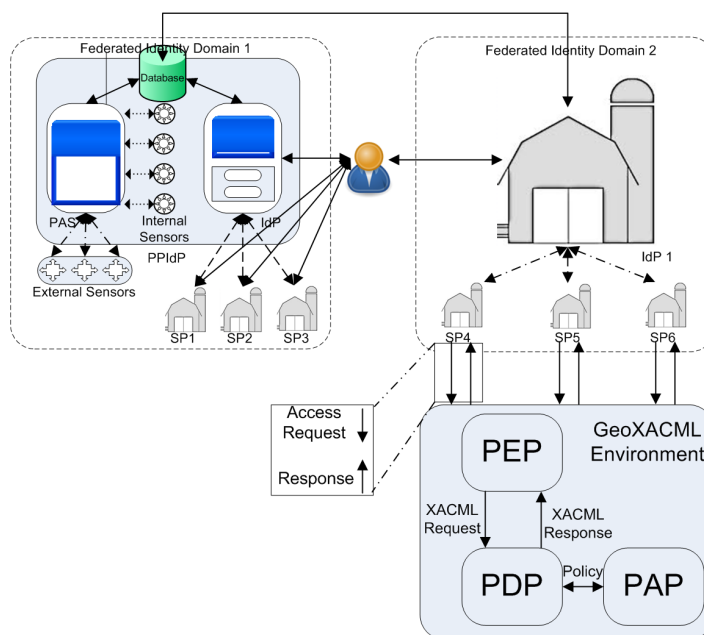 Federated Identity Domain 1
Federated Identity Domain 2
Database
PAS
Internal
Sensors
IdP
PPIdP
IdP 1
External Sensors
SP1
SP2
SP3
SP4
SP5
SP6
Access
Request
Response
GeoXACML
Environment
PEP
XACML
Request
XACML
Response
PDP
Policy
PAP